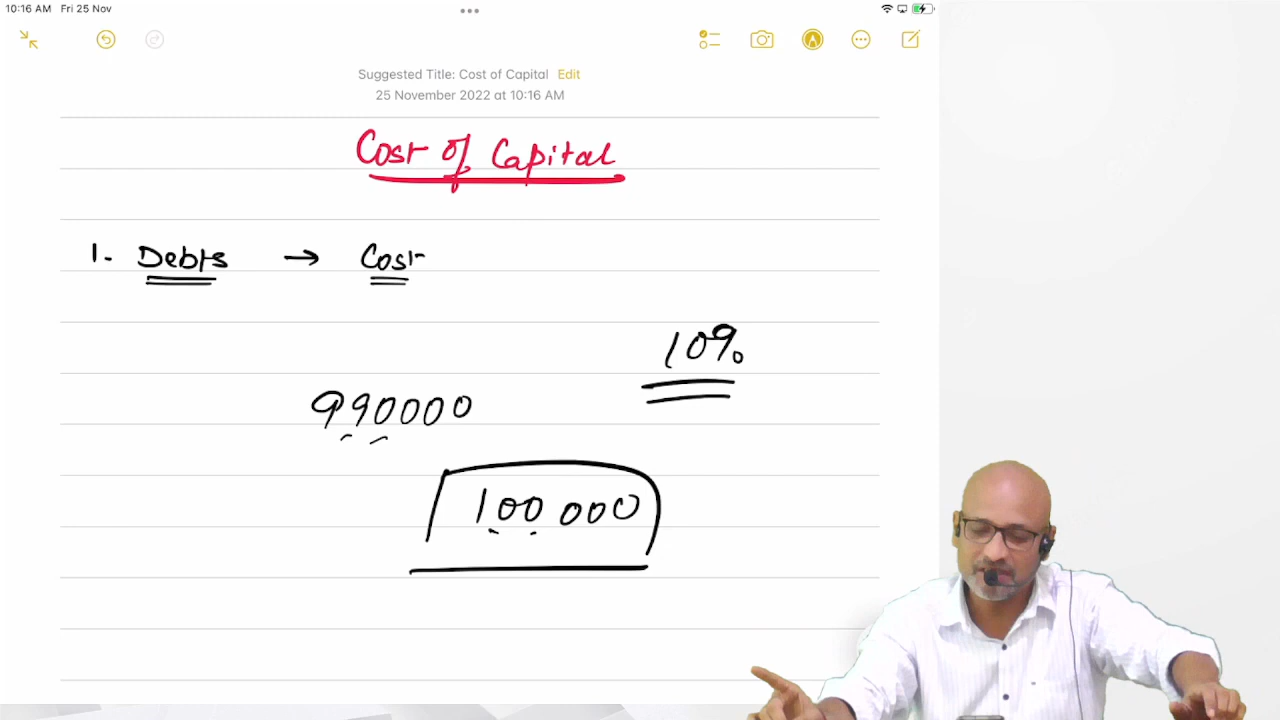 10:16 AM Fri 25 Nov
Suggested Title: Cost of Capital Edit
25 November 2022 at 10:16 AM
Cost of Capital
1. Debts → Cost
10%
990000
100 000